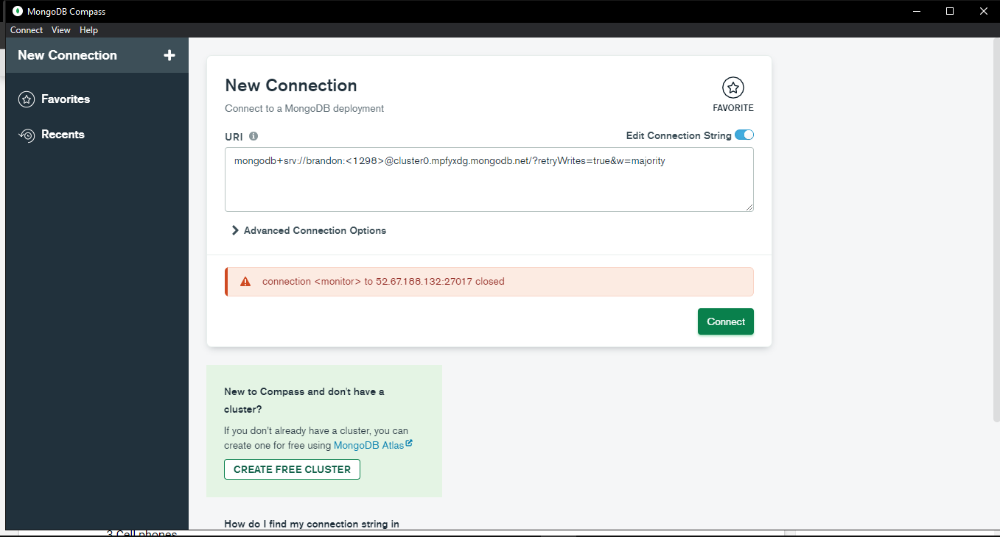 MongoDB Compass
Connect View Help
New Connection
Favorites
Recents
New Connection
Connect to a MongoDB deployment
FAVORITE
URI
Edit Connection String
mongodb+srv://brandon:<1298>@cluster0.mpfyxdg.mongodb.net/?retryWrites=true&w=majority
Advanced Connection Options
connection <monitor> to 52.67.188.132:27017 closed
Connect
New to Compass and don't have a
cluster?
If you don't already have a cluster, you can
create one for free using MongoDB Atlas
CREATE FREE CLUSTER
How do I find my connection string in
3 Cell phones